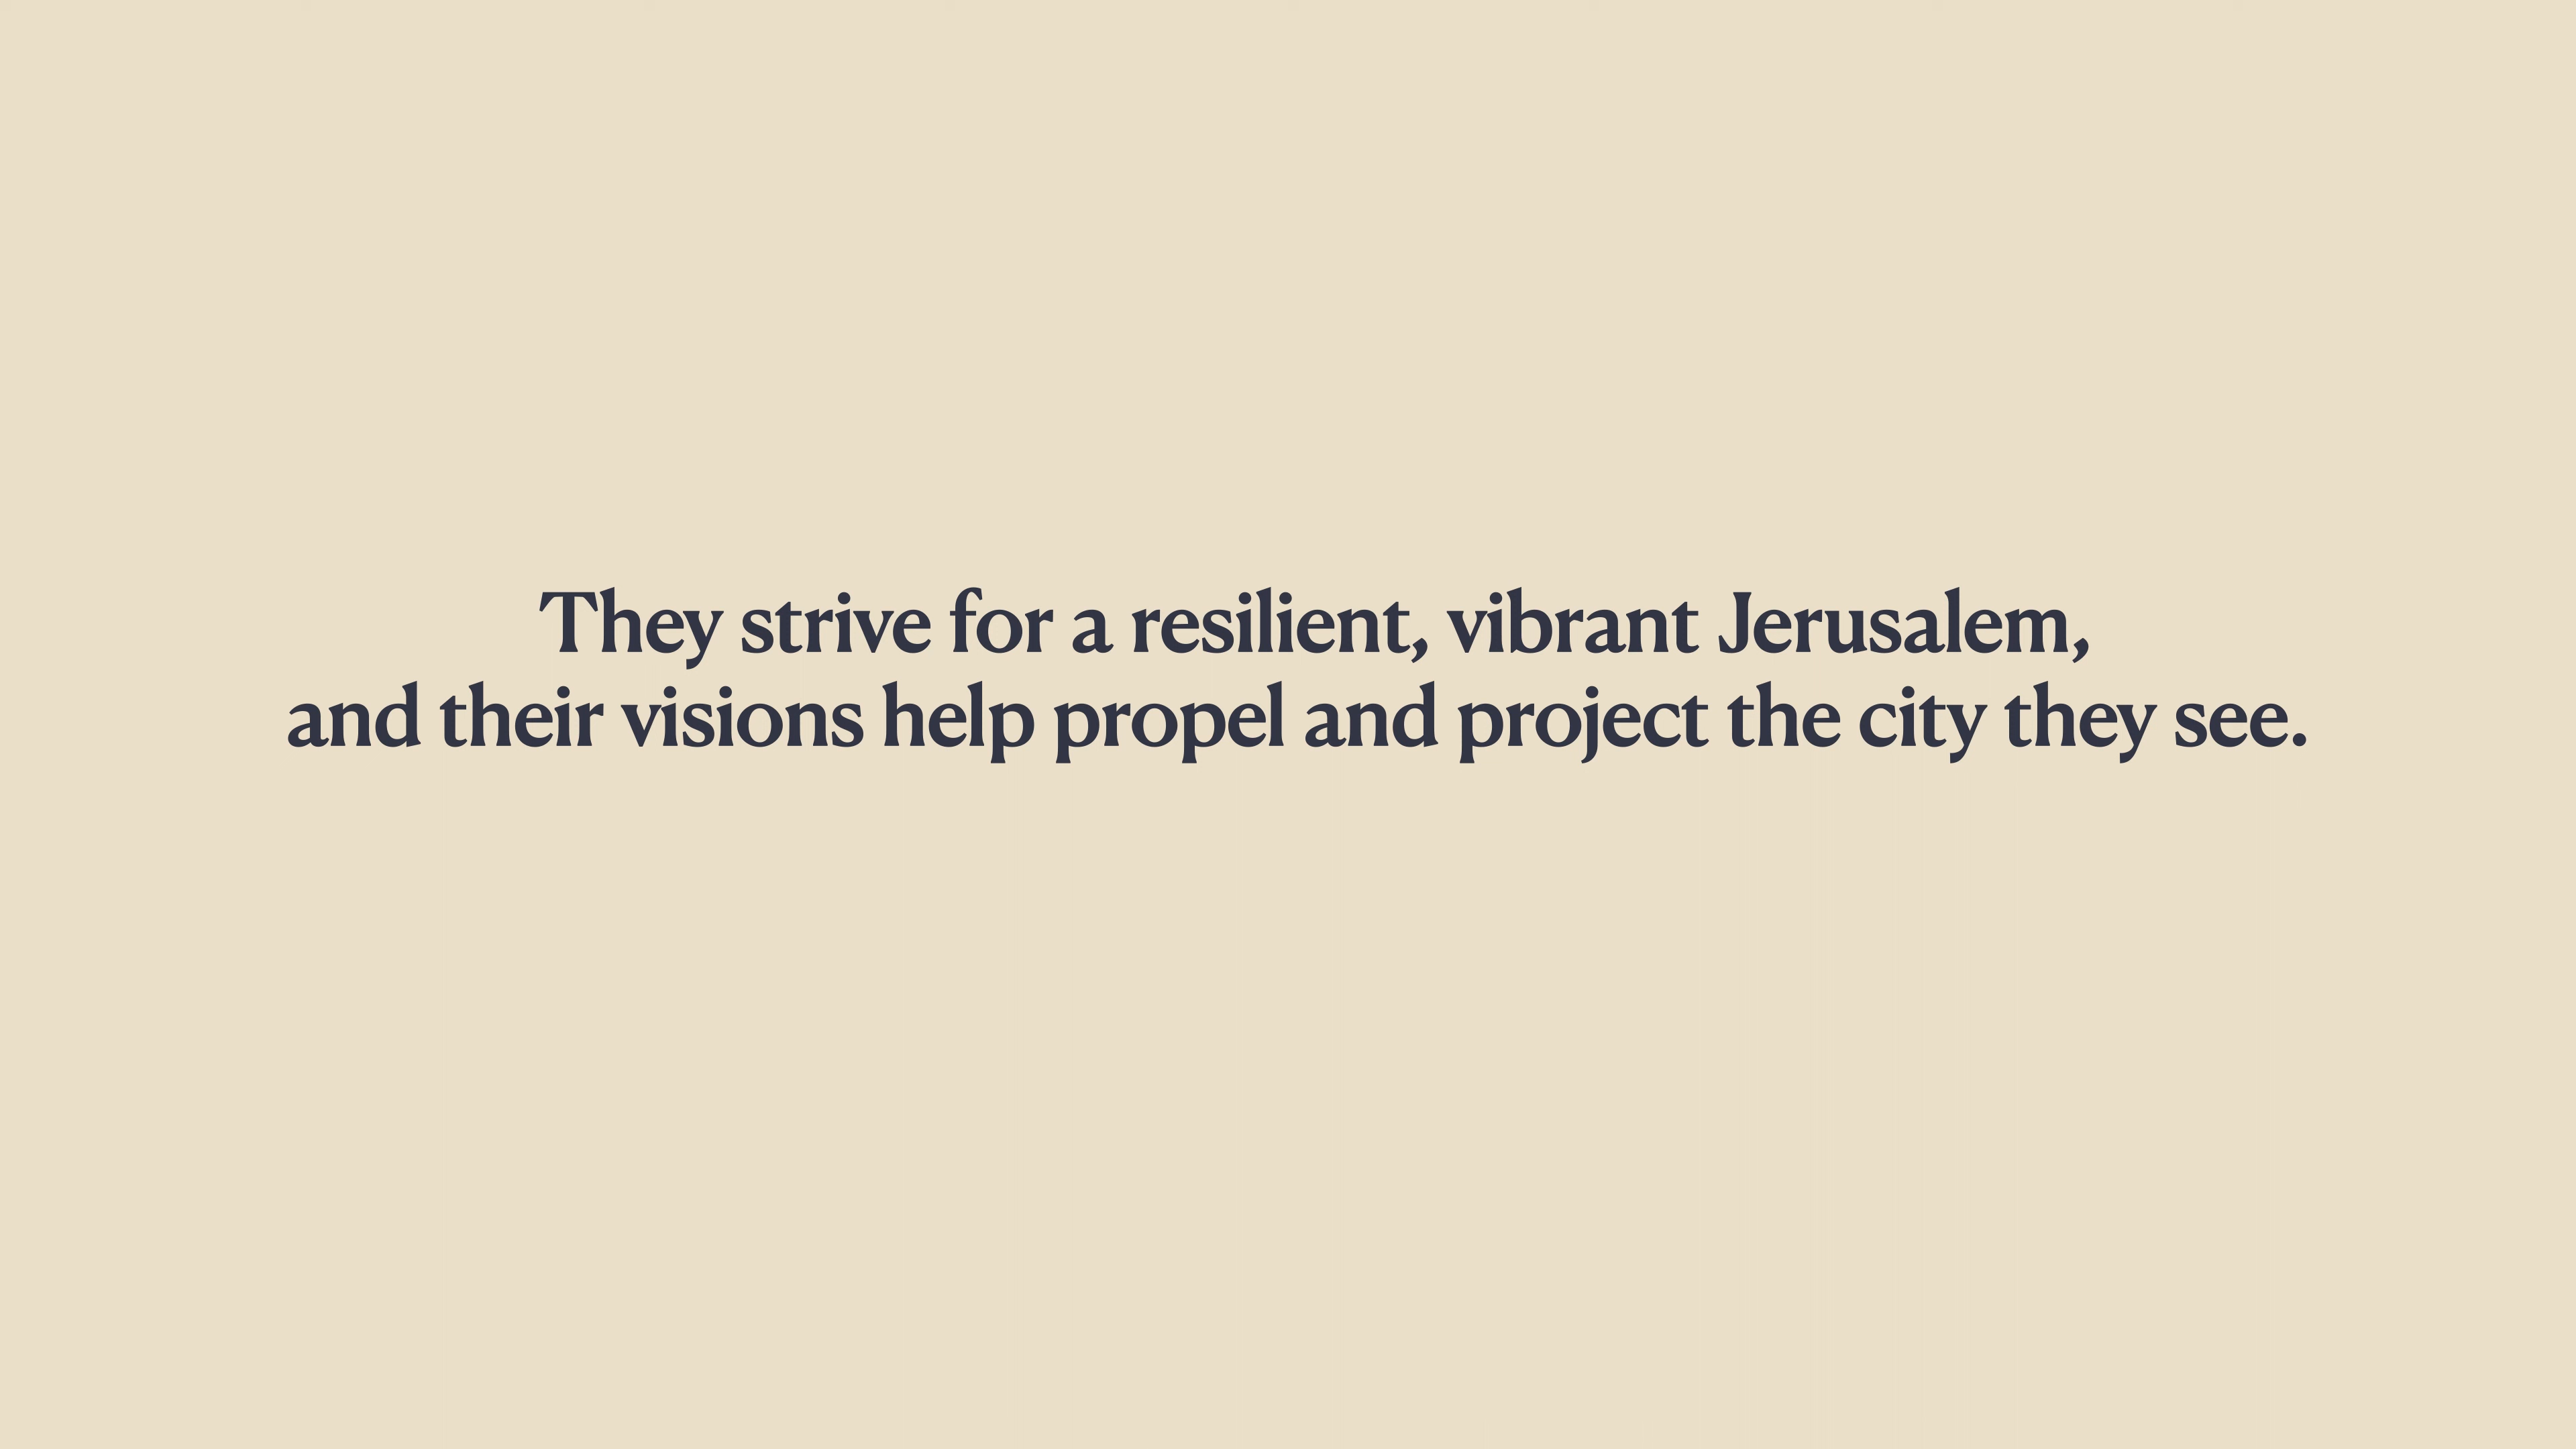 They strive for a resilient, vibrant Jerusalem,
and their visions help propel and project the city they see.